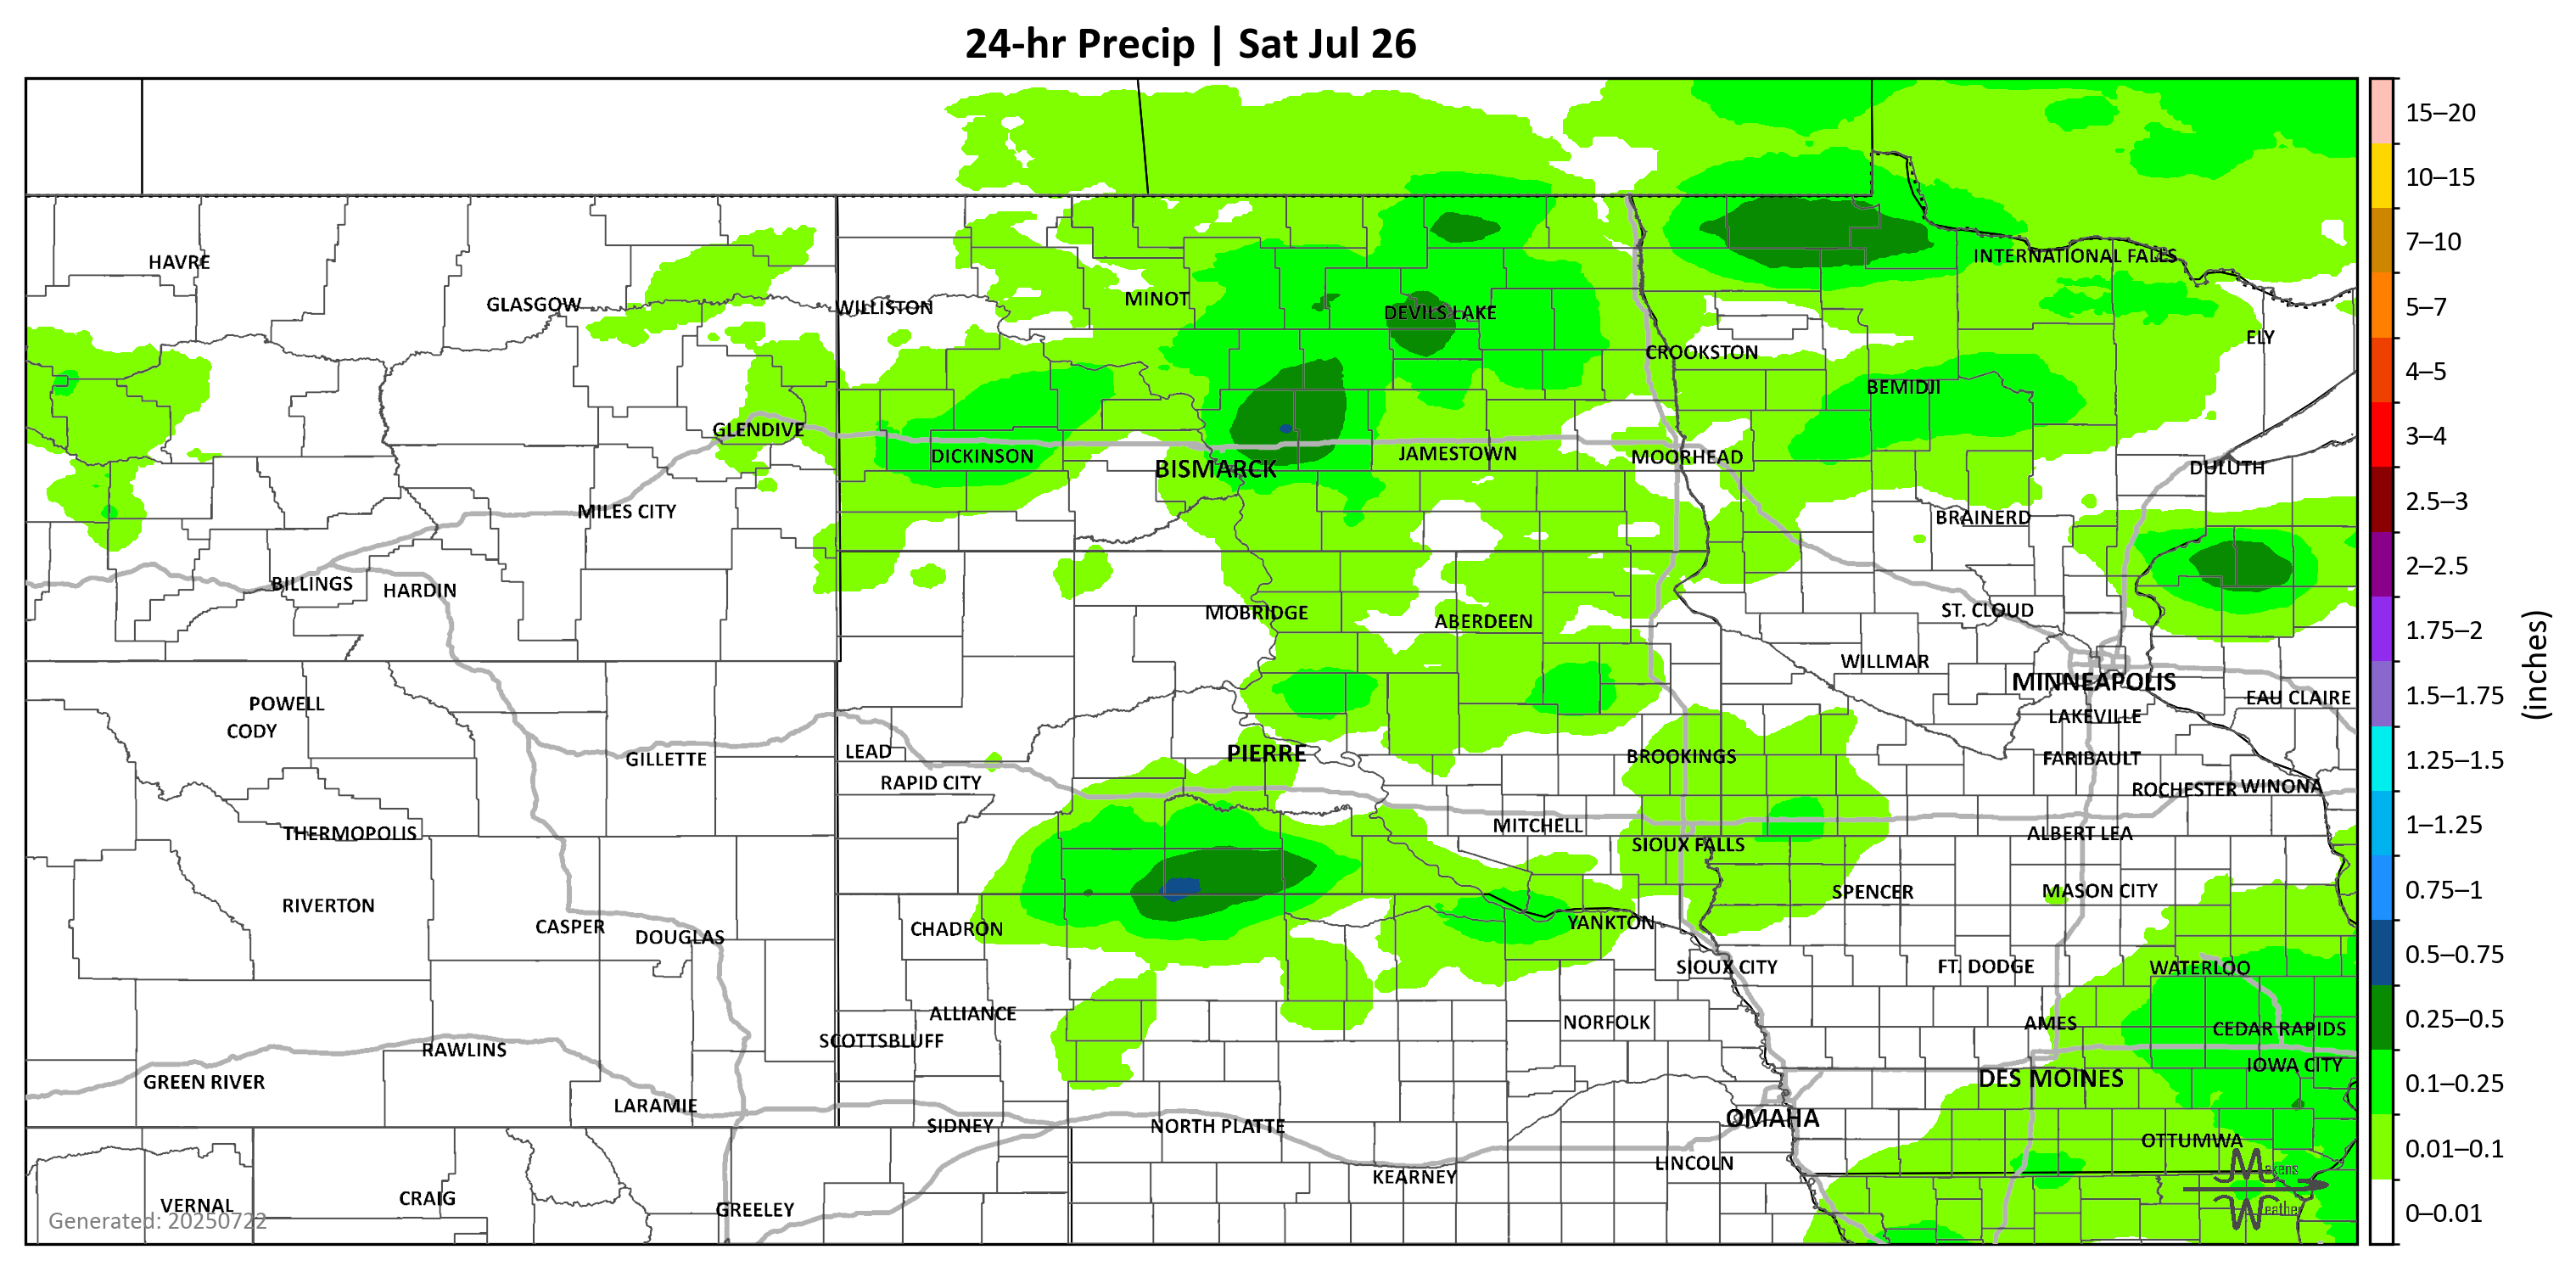 24-hr Precip | Sat Jul 26
15–20
10–15
7–10
5–7
4–5
3–4
2.5–3
2–2.5
1.75–2
1.5–1.75
1.25–1.5
1–1.25
0.75–1
0.5–0.75
0.25–0.5
0.1–0.25
0.01–0.1
0–0.01
(inches)
HAVRE
INTERNATIONAL FALLS
GLASGOW
WILLISTON
MINOT
DEVILS LAKE
ELY
CROOKSTON
BEMIDJI
GLENDIVE
DICKINSON
BISMARCK
JAMESTOWN
MOORHEAD
DULUTH
MILES CITY
BRAINERD
BILLINGS
HARDIN
MOBRIDGE
ABERDEEN
ST. CLOUD
WILLMAR
MINNEAPOLIS
POWELL
EAU CLAIRE
CODY
LAKEVILLE
GILLETTE
LEAD
PIERRE
BROOKINGS
FARIBAULT
RAPID CITY
ROCHESTER
WINONA
THERMOPOLIS
MITCHELL
SIOUX FALLS
ALBERT LEA
RIVERTON
SPENCER
MASON CITY
CASPER
DOUGLAS
CHADRON
YANKTON
SIOUX CITY
FT. DODGE
WATERLOO
ALLIANCE
SCOTTSBLUFF
NORFOLK
AMES
CEDAR RAPIDS
RAWLINS
IOWA CITY
GREEN RIVER
DES MOINES
LARAMIE
SIDNEY
NORTH PLATTE
OMAHA
OTTUMWA
LINCOLN
KEARNEY
VERNAL
CRAIG
GREELEY
Generated: 20250722
Makens
Weather